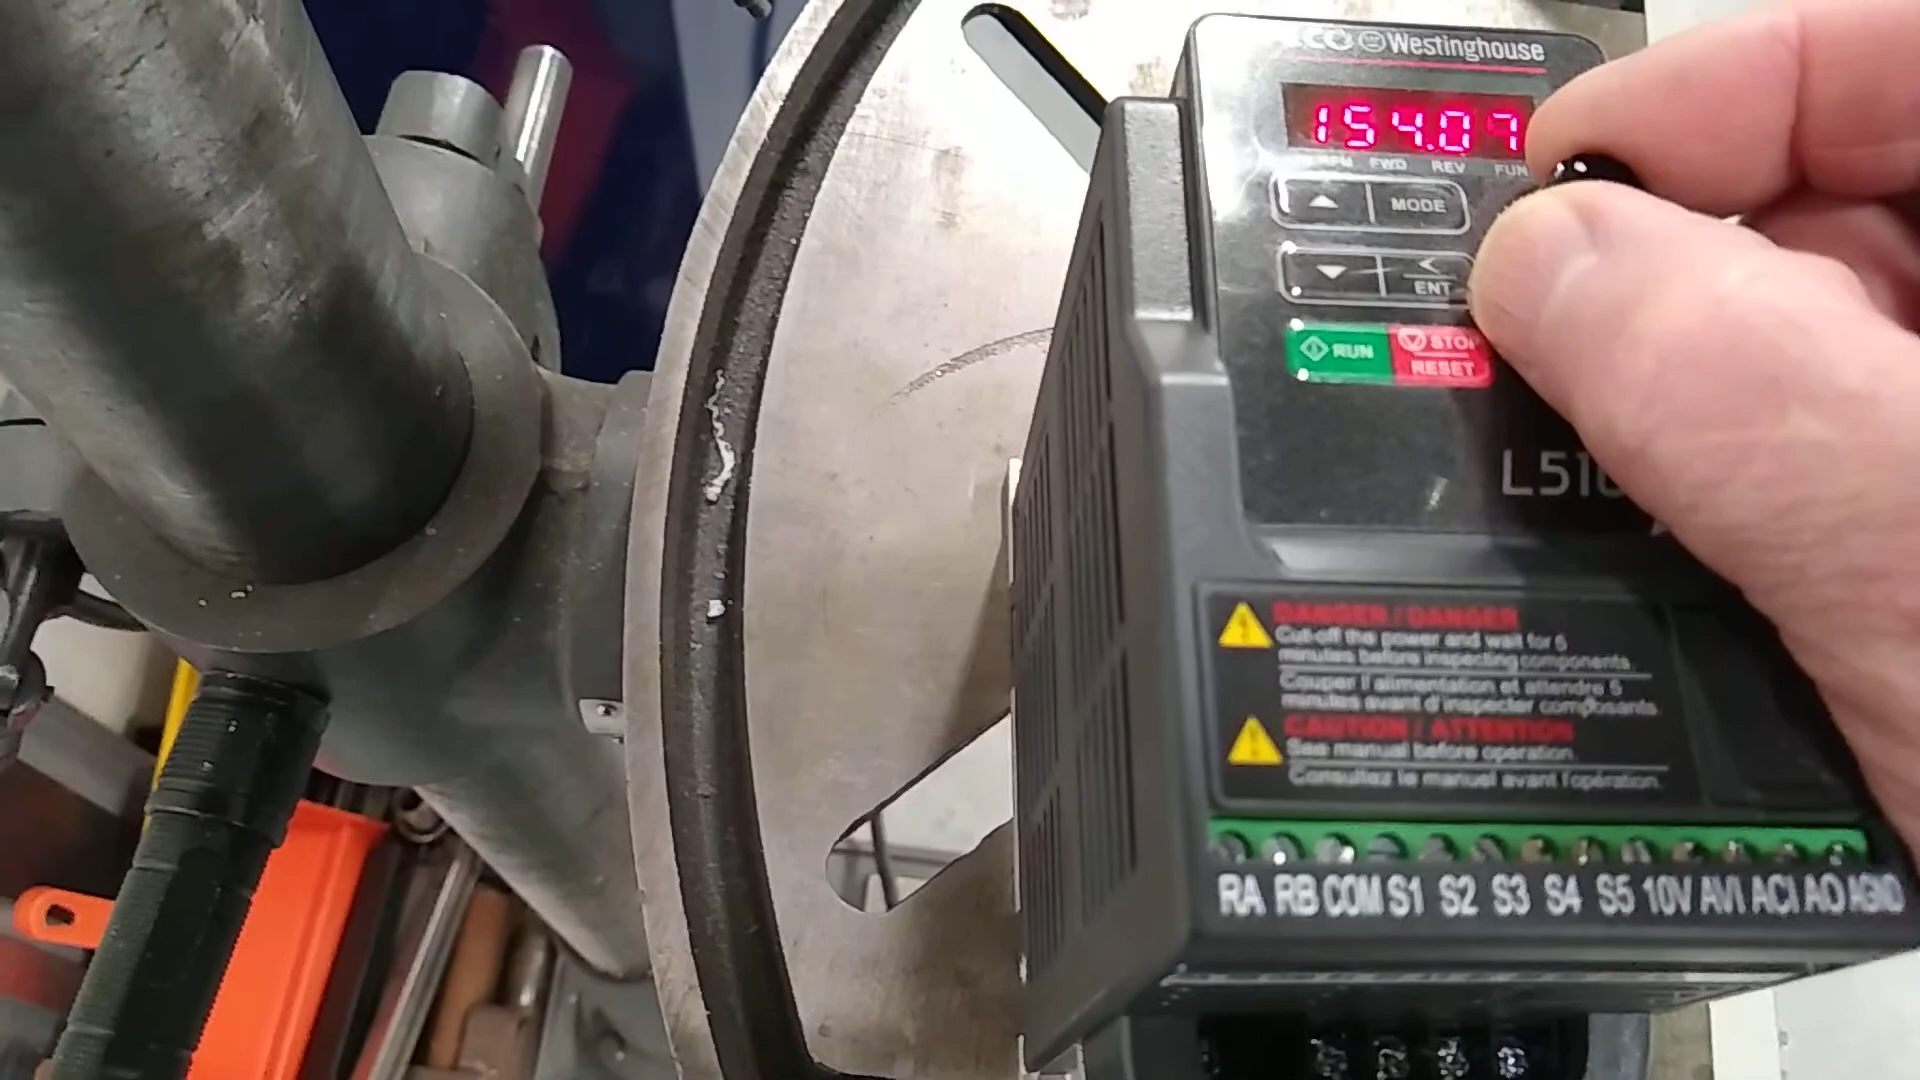 Westinghouse
154.07
RPM FWD REV FUN
MODE
ENT
RUN
STOP
RESET
L51
DANGER / DANGER
Cut-off the power and wait for 5
minutes before inspecting components.
Couper l'alimentation et attendre 5
minutes avant d'inspecter composants.
CAUTION / ATTENTION
See manual before operation.
Consultez le manuel avant l'opération.
RA RB COM S1 S2 S3 S4 S5 10V AVI ACI AO AGND